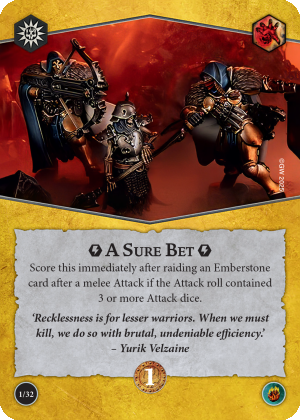 ©GW 2025
A Sure Bet
Score this immediately after raiding an Emberstone
card after a melee Attack if the Attack roll contained
3 or more Attack dice.
‘Recklessness is for lesser warriors. When we must
kill, we do so with brutal, undeniable efficiency.’
– Yurik Velzaine
1
1/32